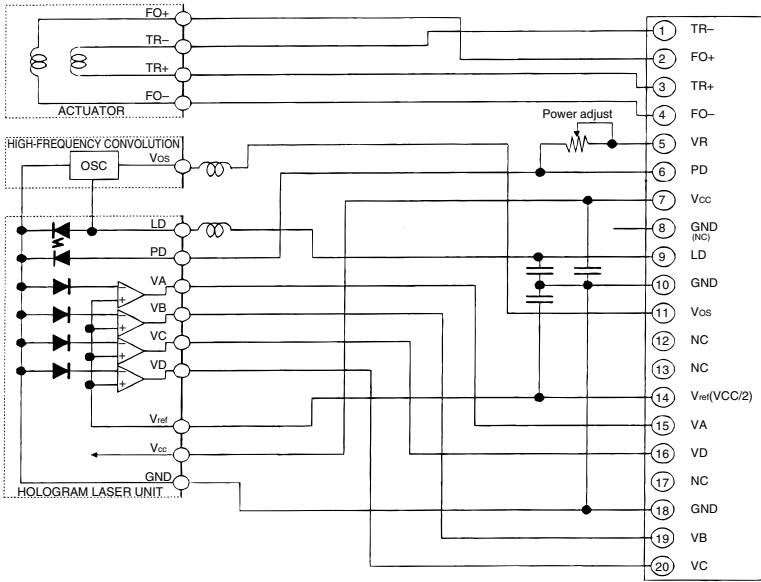 FO+
TR−
TR+
FO−
ACTUATOR
HIGH-FREQUENCY CONVOLUTION
OSC
VOS
LD
PD
VA
VB
VC
VD
− +
− +
− +
− +
Vref
Vcc
GND
HOLOGRAM LASER UNIT
Power adjust
1 TR−
2 FO+
3 TR+
4 FO−
5 VR
6 PD
7 VCC
8 GND
(NC)
9 LD
10 GND
11 VOS
12 NC
13 NC
14 Vref(VCC/2)
15 VA
16 VD
17 NC
18 GND
19 VB
20 VC